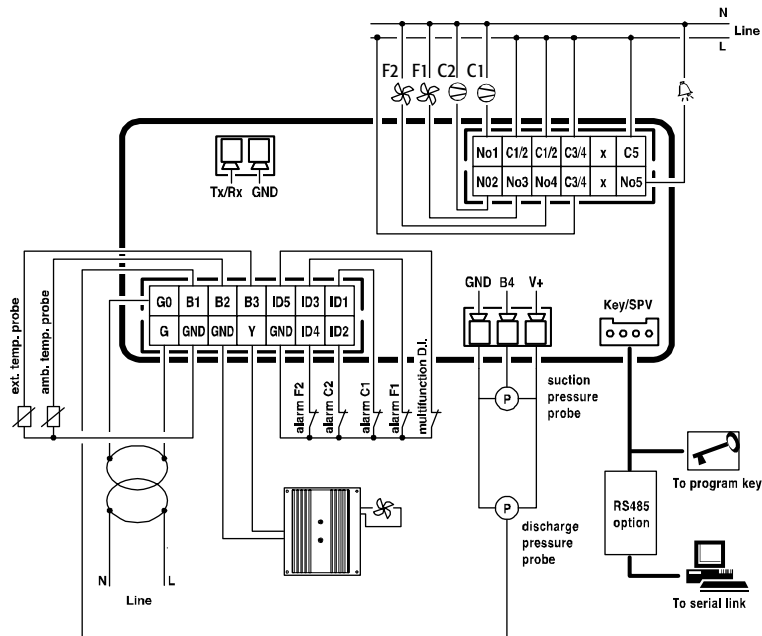 N
Line
L
F2 F1 C2 C1
No1 C1/2 C1/2 C3/4 x C5
N02 No3 No4 C3/4 x No5
Tx/Rx GND
G0 B1 B2 B3 ID5 ID3 ID1
G GND GND Y GND ID4 ID2
GND B4 V+
Key/SPV
ext. temp. probe
amb. temp. probe
alarm F2
alarm C2
alarm C1
alarm F1
multifunction D.I.
P
suction
pressure
probe
P
discharge
pressure
probe
To program key
RS485
option
To serial link
N L
Line